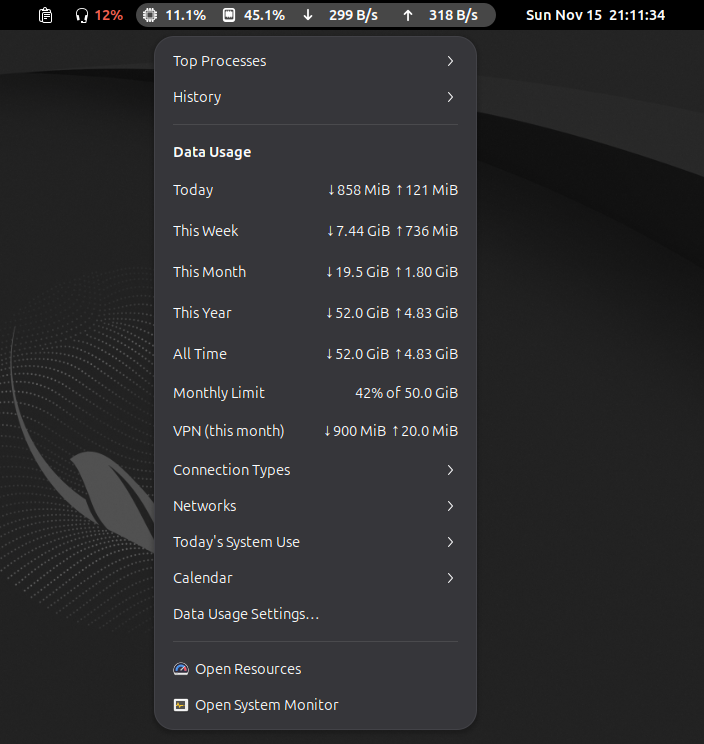 12% 11.1% 45.1% ↓ 299 B/s ↑ 318 B/s Sun Nov 15 21:11:34
Top Processes
History
Data Usage
Today ↓858 MiB ↑121 MiB
This Week ↓7.44 GiB ↑736 MiB
This Month ↓19.5 GiB ↑1.80 GiB
This Year ↓52.0 GiB ↑4.83 GiB
All Time ↓52.0 GiB ↑4.83 GiB
Monthly Limit 42% of 50.0 GiB
VPN (this month) ↓900 MiB ↑20.0 MiB
Connection Types
Networks
Today's System Use
Calendar
Data Usage Settings…
Open Resources
Open System Monitor